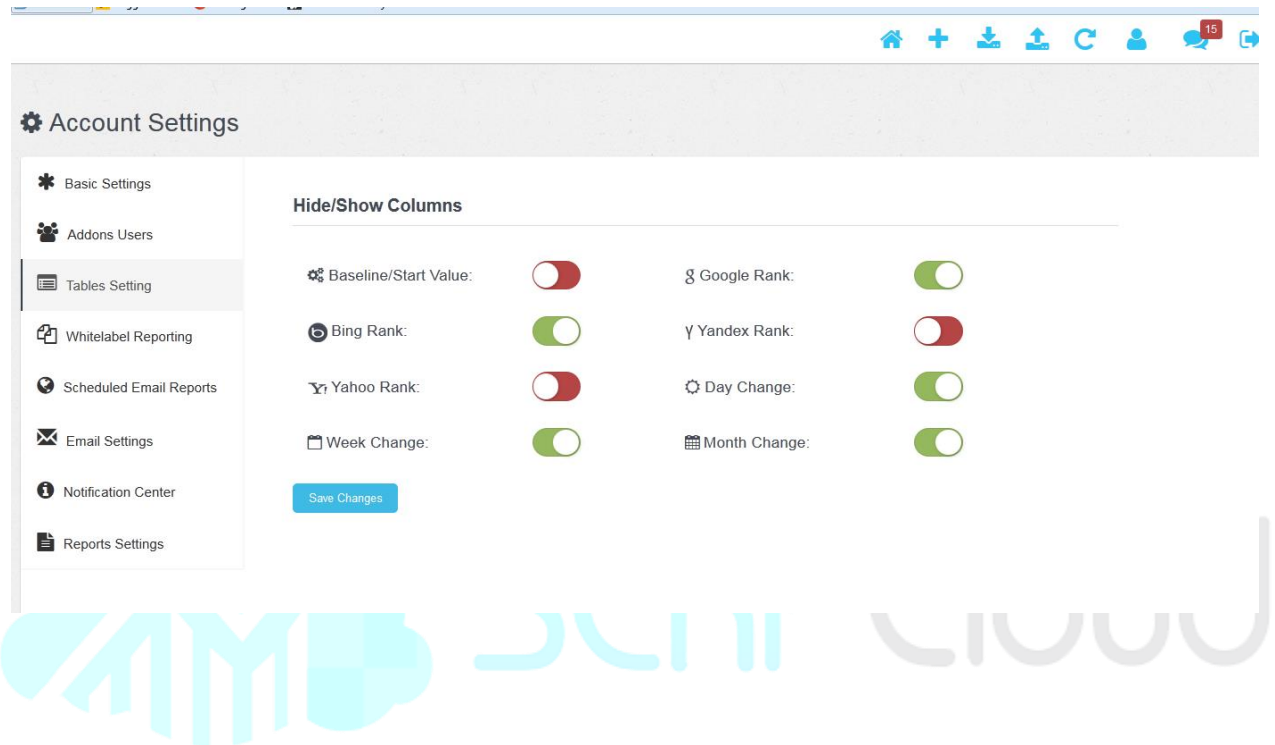 15
Account Settings
Basic Settings
Addons Users
Tables Setting
Whitelabel Reporting
Scheduled Email Reports
Email Settings
Notification Center
Reports Settings
Hide/Show Columns
Baseline/Start Value: Google Rank:
Bing Rank: Yandex Rank:
Yahoo Rank: Day Change:
Week Change: Month Change:
Save Changes